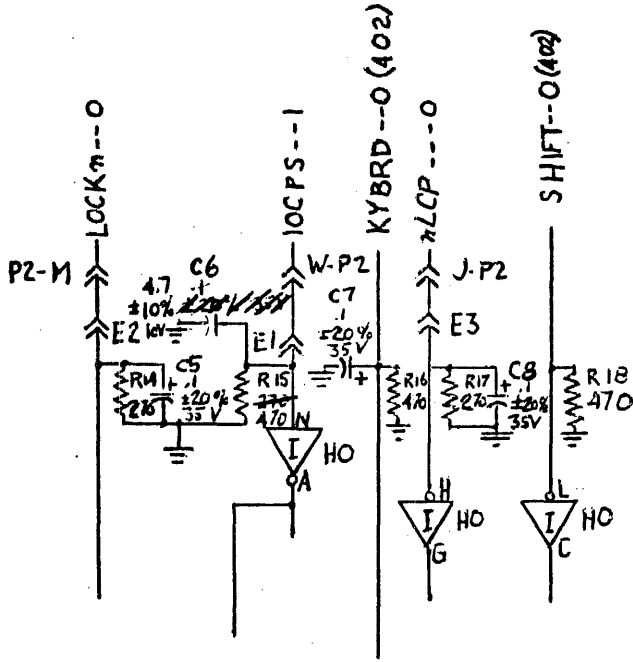 LOCKn---0
10CPS--1
KYBRD--0(402)
nLCP---0
SHIFT--0(402)
P2-M
C6
4.7
±10%
10V
W-P2
C7
.1
±20%
35V
J-P2
E2
E1
E3
R14
270
C5
.1
±20%
35V
R15
270
470
R16
470
R17
270
C8
.1
±20%
35V
R18
470
N
I
HO
A
H
I
HO
G
L
I
HO
C